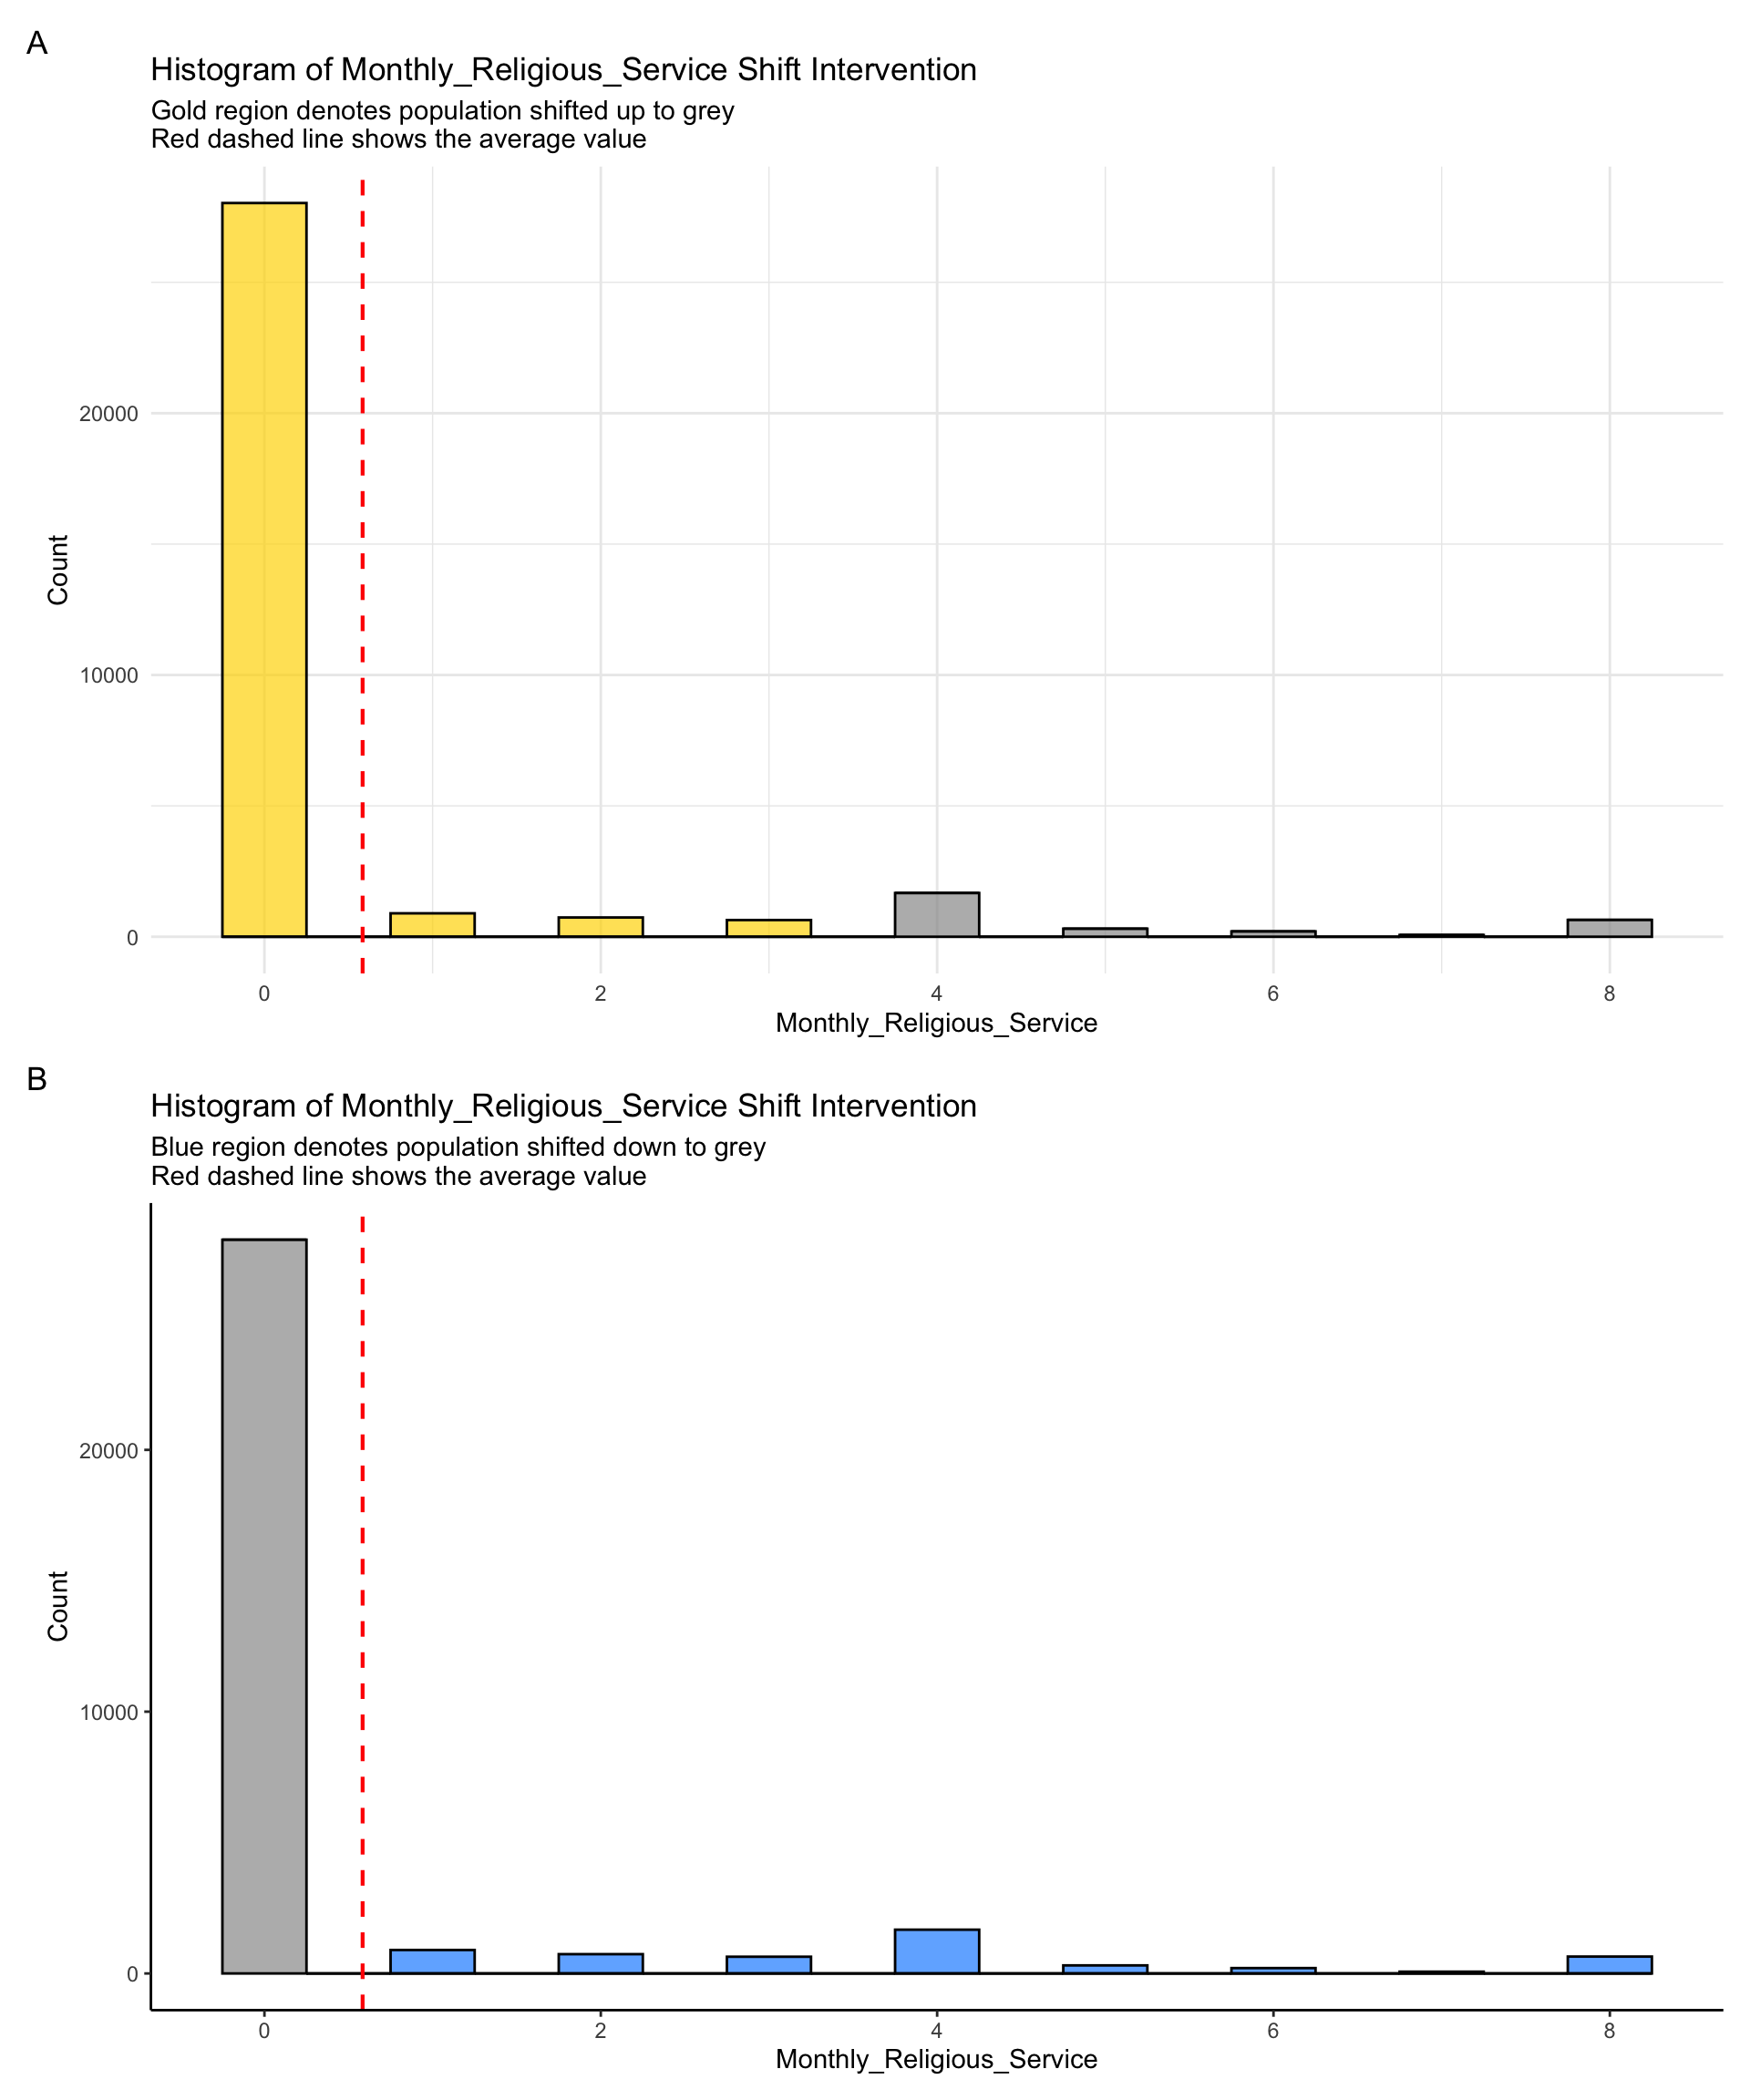 A
Histogram of Monthly_Religious_Service Shift Intervention
Gold region denotes population shifted up to grey
Red dashed line shows the average value
Count
20000
10000
0
0 2 4 6 8
Monthly_Religious_Service
B
Histogram of Monthly_Religious_Service Shift Intervention
Blue region denotes population shifted down to grey
Red dashed line shows the average value
Count
20000
10000
0
0 2 4 6 8
Monthly_Religious_Service